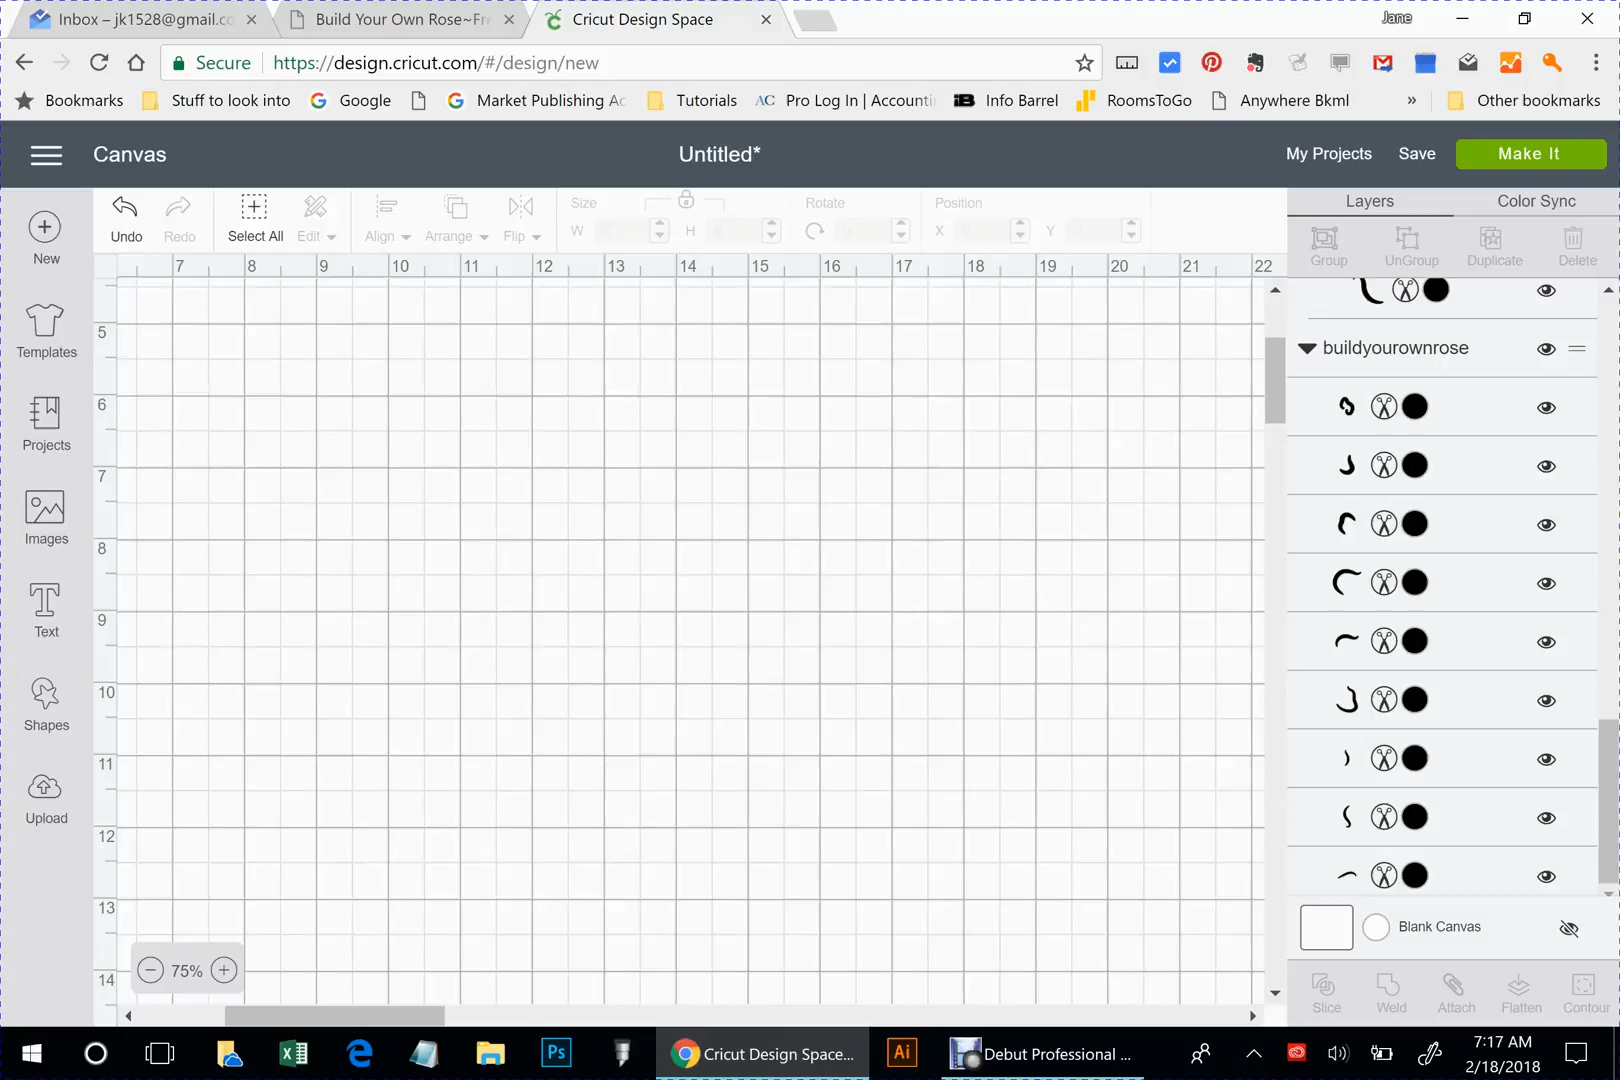 Inbox – jk1528@gmail.co
Build Your Own Rose~Fre
Cricut Design Space
Jane
Secure
https://design.cricut.com/#/design/new
Bookmarks
Stuff to look into
Google
Market Publishing Ac
Tutorials
AC Pro Log In | Accounti
iB Info Barrel
RoomsToGo
Anywhere Bkml
»
Other bookmarks
Canvas
Untitled*
My Projects
Save
Make It
New
Templates
Projects
Images
Text
Shapes
Upload
Undo
Redo
Select All
Edit
Align
Arrange
Flip
Size
W
H
Rotate
Position
X
Y
7 8 9 10 11 12 13 14 15 16 17 18 19 20 21 22
5
6
7
8
9
10
11
12
13
14
75%
Layers
Color Sync
Group
UnGroup
Duplicate
Delete
buildyourownrose
Blank Canvas
Slice
Weld
Attach
Flatten
Contour
Ps
Cricut Design Space...
Ai
Debut Professional ...
7:17 AM
2/18/2018